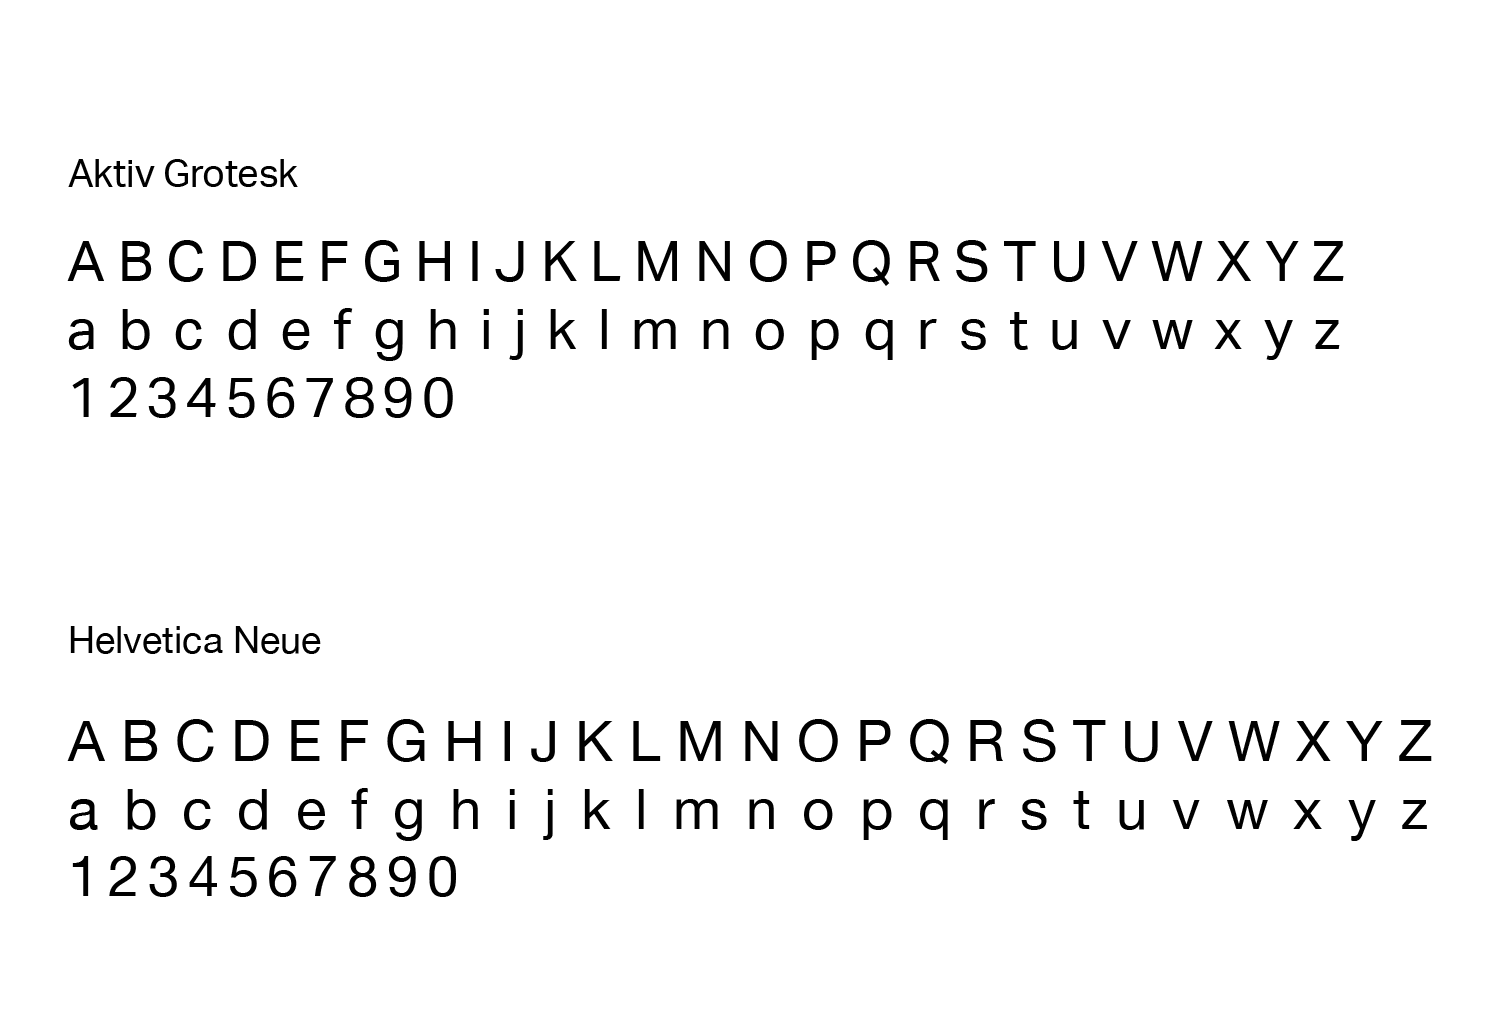 Aktiv Grotesk
A B C D E F G H I J K L M N O P Q R S T U V W X Y Z
a b c d e f g h i j k l m n o p q r s t u v w x y z
1 2 3 4 5 6 7 8 9 0
Helvetica Neue
A B C D E F G H I J K L M N O P Q R S T U V W X Y Z
a b c d e f g h i j k l m n o p q r s t u v w x y z
1 2 3 4 5 6 7 8 9 0